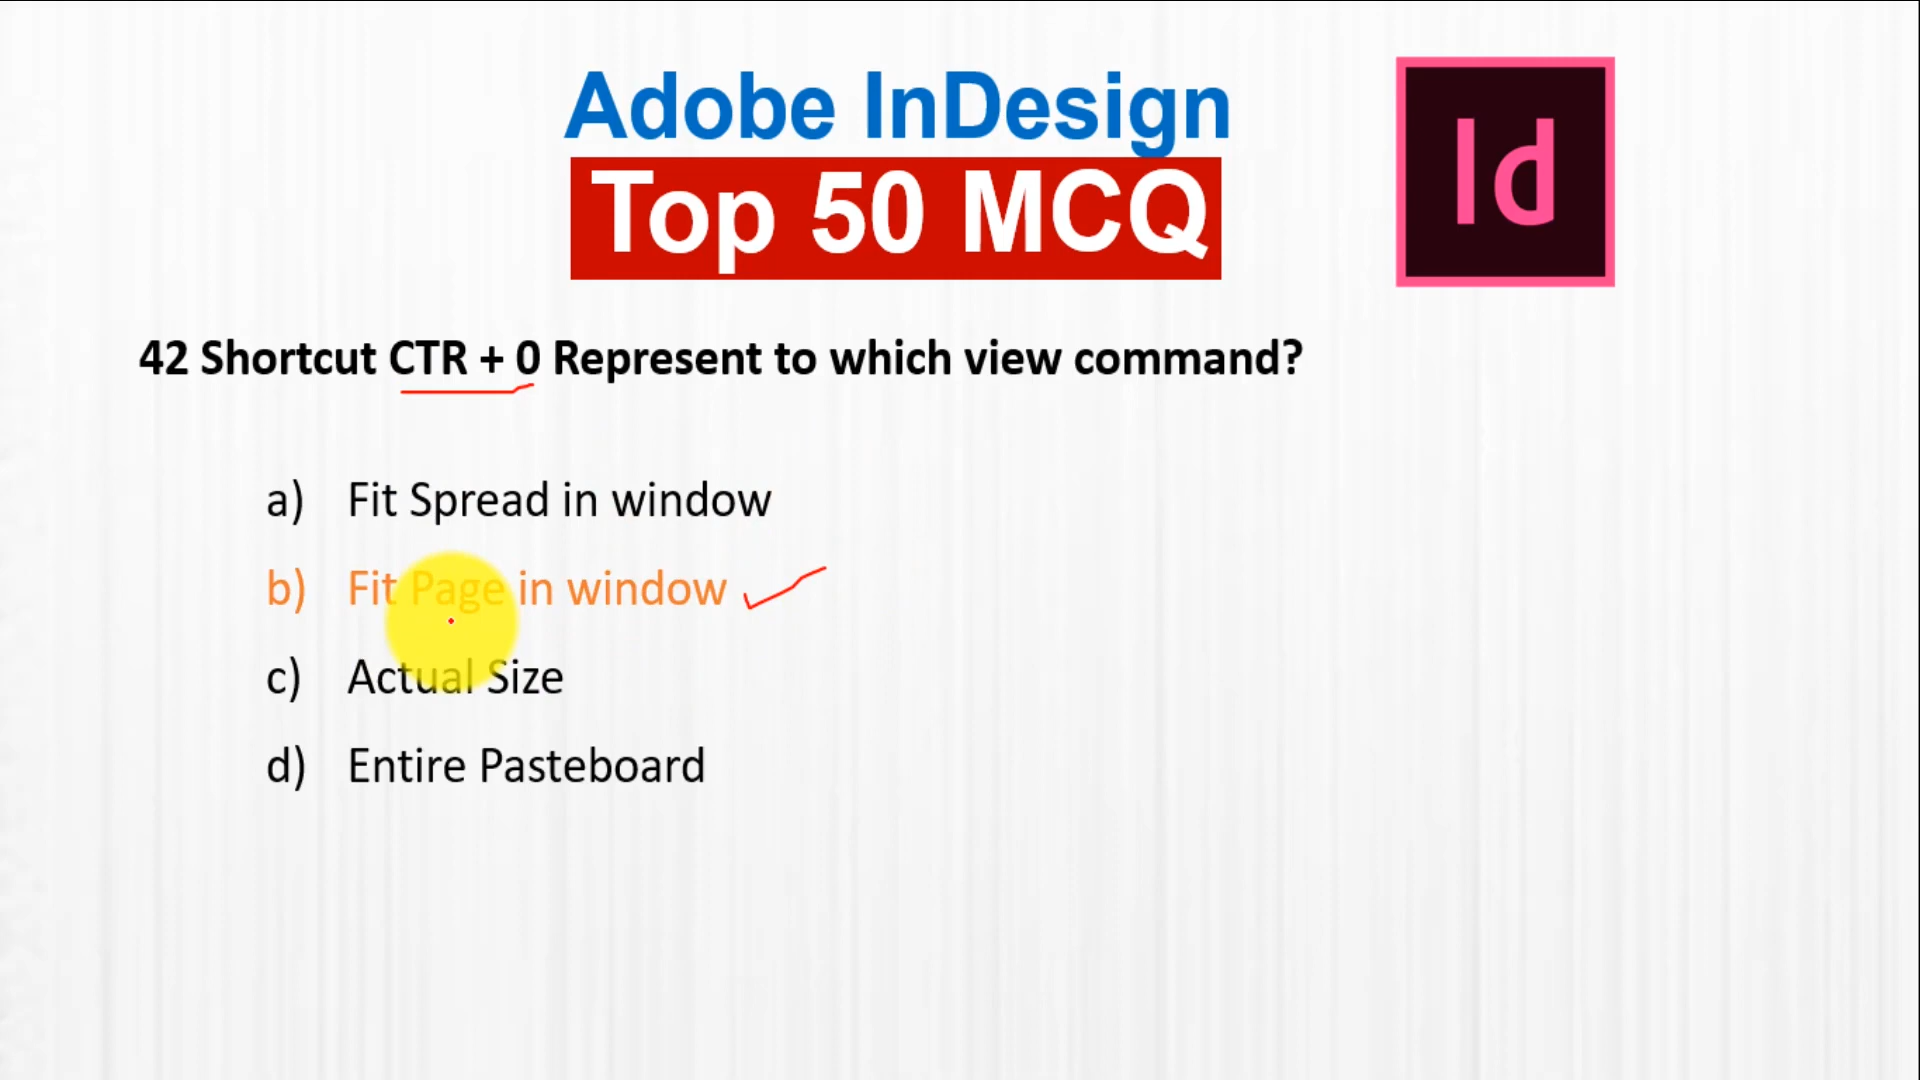 Adobe InDesign
Top 50 MCQ
Id
42 Shortcut CTR + 0 Represent to which view command?
a) Fit Spread in window
b) Fit Page in window
c) Actual Size
d) Entire Pasteboard